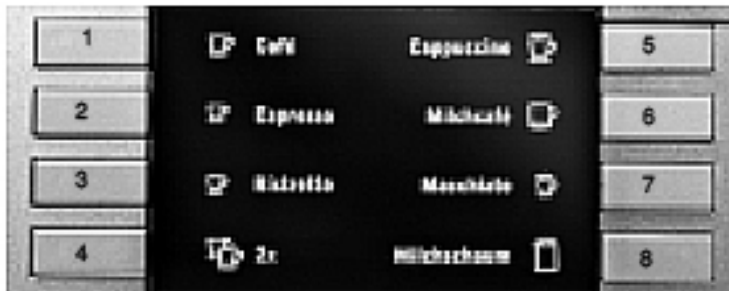 1 Café Cappuccino 5
2 Espresso Milchcafé 6
3 Ristretto Macchiato 7
4 2x Milchschaum 8